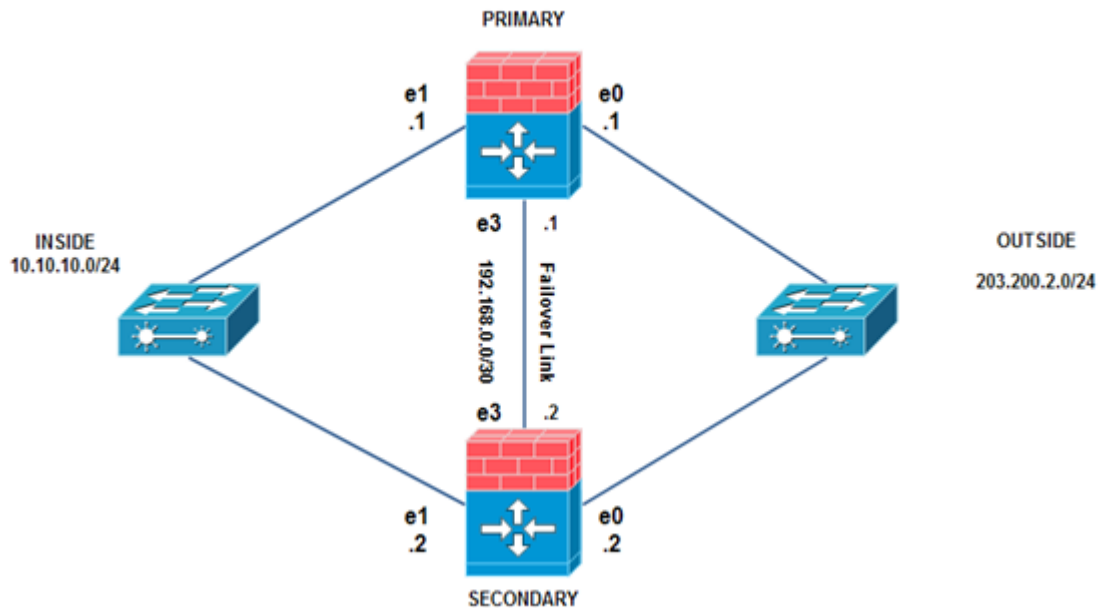 PRIMARY
e1
.1
e0
.1
INSIDE
10.10.10.0/24
e3
.1
192.168.0.0/30
Failover Link
OUTSIDE
203.200.2.0/24
e3
.2
e1
.2
e0
.2
SECONDARY